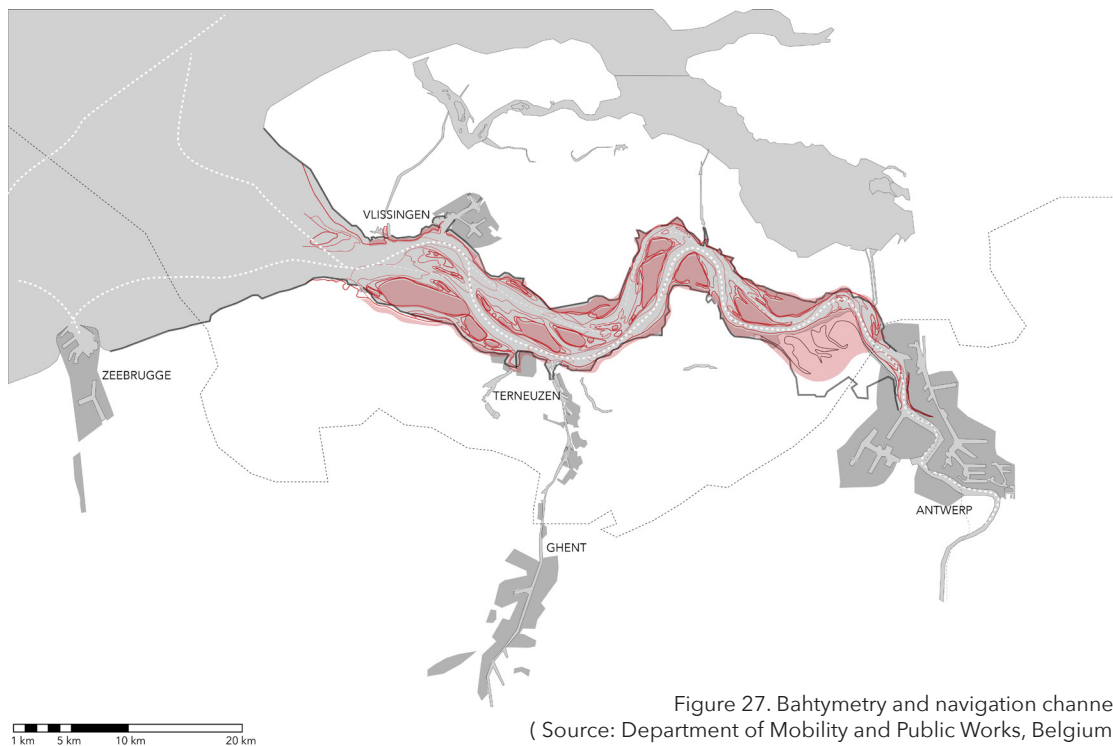 VLISSINGEN
ZEEBRUGGE
TERNEUZEN
ANTWERP
GHENT
Figure 27. Bahtymetry and navigation channe
( Source: Department of Mobility and Public Works, Belgium
1 km 5 km 10 km 20 km